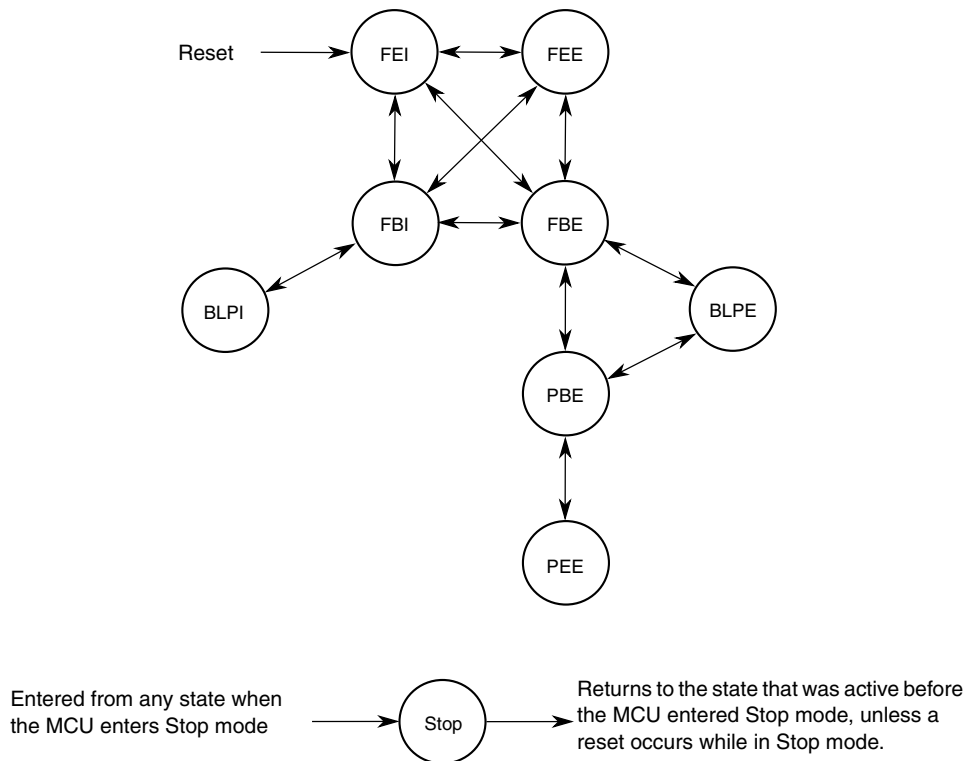 Reset
FEI
FEE
FBI
FBE
BLPI
BLPE
PBE
PEE
Entered from any state when
the MCU enters Stop mode
Stop
Returns to the state that was active before
the MCU entered Stop mode, unless a
reset occurs while in Stop mode.